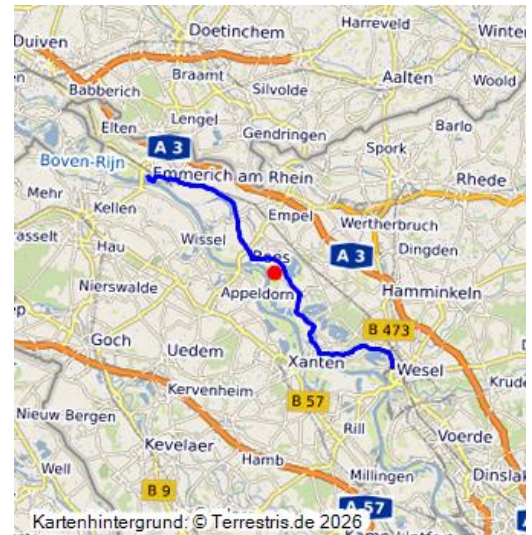 Doetinchem
Harreveld
Winter
Duiven
Silvolde
Aalten
Braamt
Woold
Babberich
Elten
Lengel
Barlo
Gendringen
Boven-Rijn
A 3
Spork
Emmerich am Rhein
Rhede
Mehr
Kellen
Empel
Wertherbruch
Wissel
asselt
Hau
Rees
A 3
Dingden
Nierswalde
Appeldorn
Hamminkeln
B 473
Goch
Uedem
Xanten
Wesel
Krude
Kervenheim
B 57
Nieuw Bergen
Rill
Voerde
Kevelaer
Hamb
Well
Millingen
Dinslak
B 9
A 57
A
Kartenhintergrund: © Terrestris.de 2026